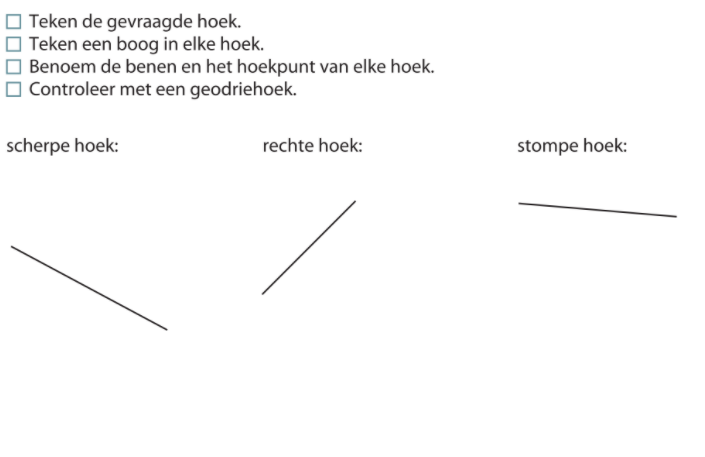 Teken de gevraagde hoek.
Teken een boog in elke hoek.
Benoem de benen en het hoekpunt van elke hoek.
Controleer met een geodriehoek.
scherpe hoek: rechte hoek: stompe hoek: